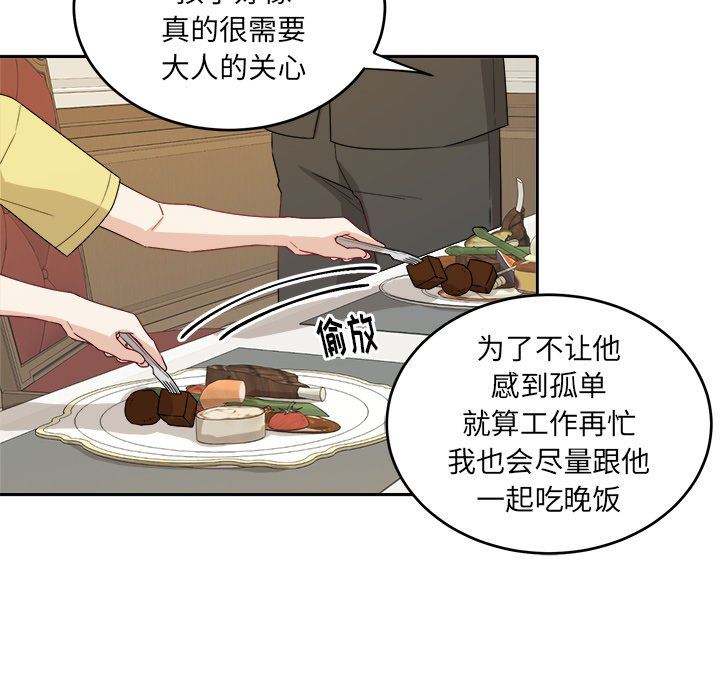 真的很需要
大人的关心
偷放
为了不让他
感到孤单
就算工作再忙
我也会尽量跟他
一起吃晚饭